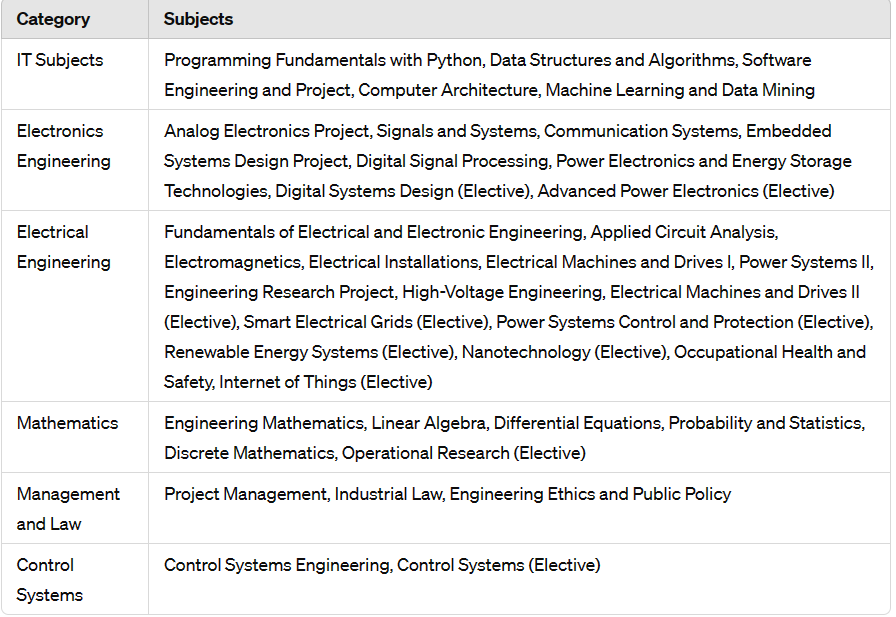 Category Subjects
IT Subjects Programming Fundamentals with Python, Data Structures and Algorithms, Software
Engineering and Project, Computer Architecture, Machine Learning and Data Mining
Electronics Analog Electronics Project, Signals and Systems, Communication Systems, Embedded
Engineering Systems Design Project, Digital Signal Processing, Power Electronics and Energy Storage
Technologies, Digital Systems Design (Elective), Advanced Power Electronics (Elective)
Electrical Fundamentals of Electrical and Electronic Engineering, Applied Circuit Analysis,
Engineering Electromagnetics, Electrical Installations, Electrical Machines and Drives I, Power Systems II,
Engineering Research Project, High-Voltage Engineering, Electrical Machines and Drives II
(Elective), Smart Electrical Grids (Elective), Power Systems Control and Protection (Elective),
Renewable Energy Systems (Elective), Nanotechnology (Elective), Occupational Health and
Safety, Internet of Things (Elective)
Mathematics Engineering Mathematics, Linear Algebra, Differential Equations, Probability and Statistics,
Discrete Mathematics, Operational Research (Elective)
Management Project Management, Industrial Law, Engineering Ethics and Public Policy
and Law
Control Control Systems Engineering, Control Systems (Elective)
Systems